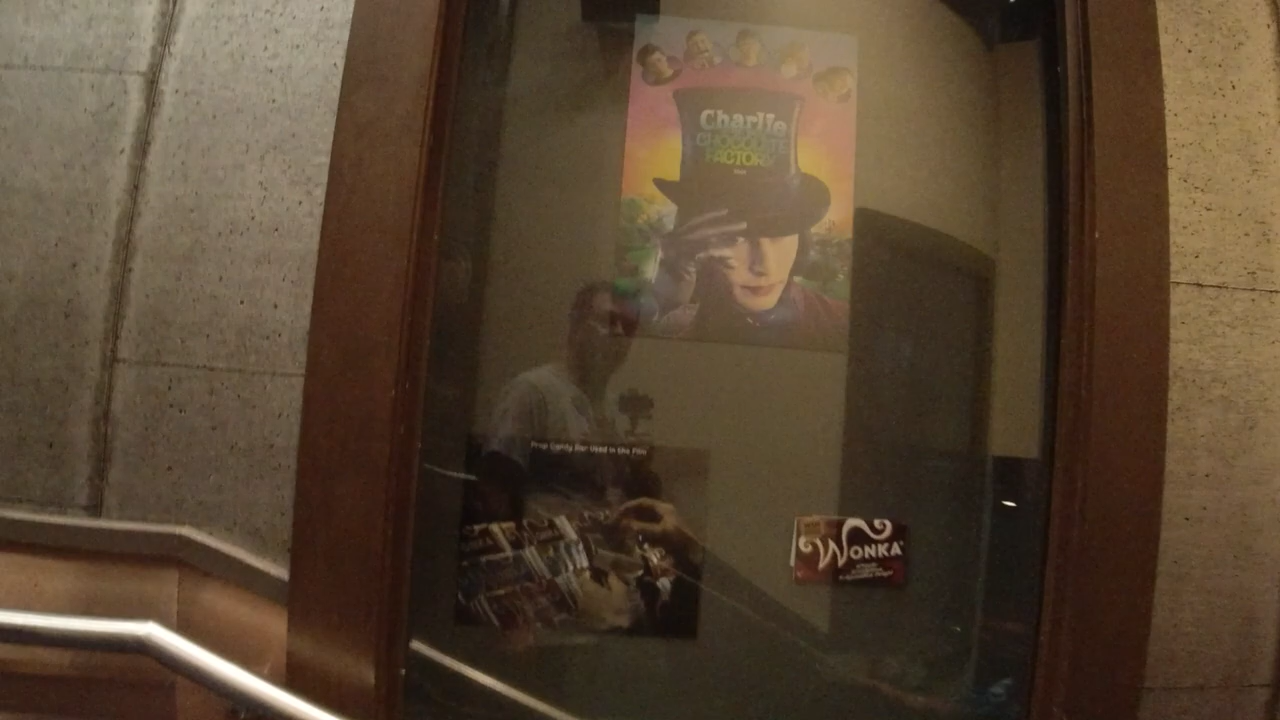 Charlie
CHOCOLATE
FACTORY
Prop Candy Bar Used in the Film
WONKA